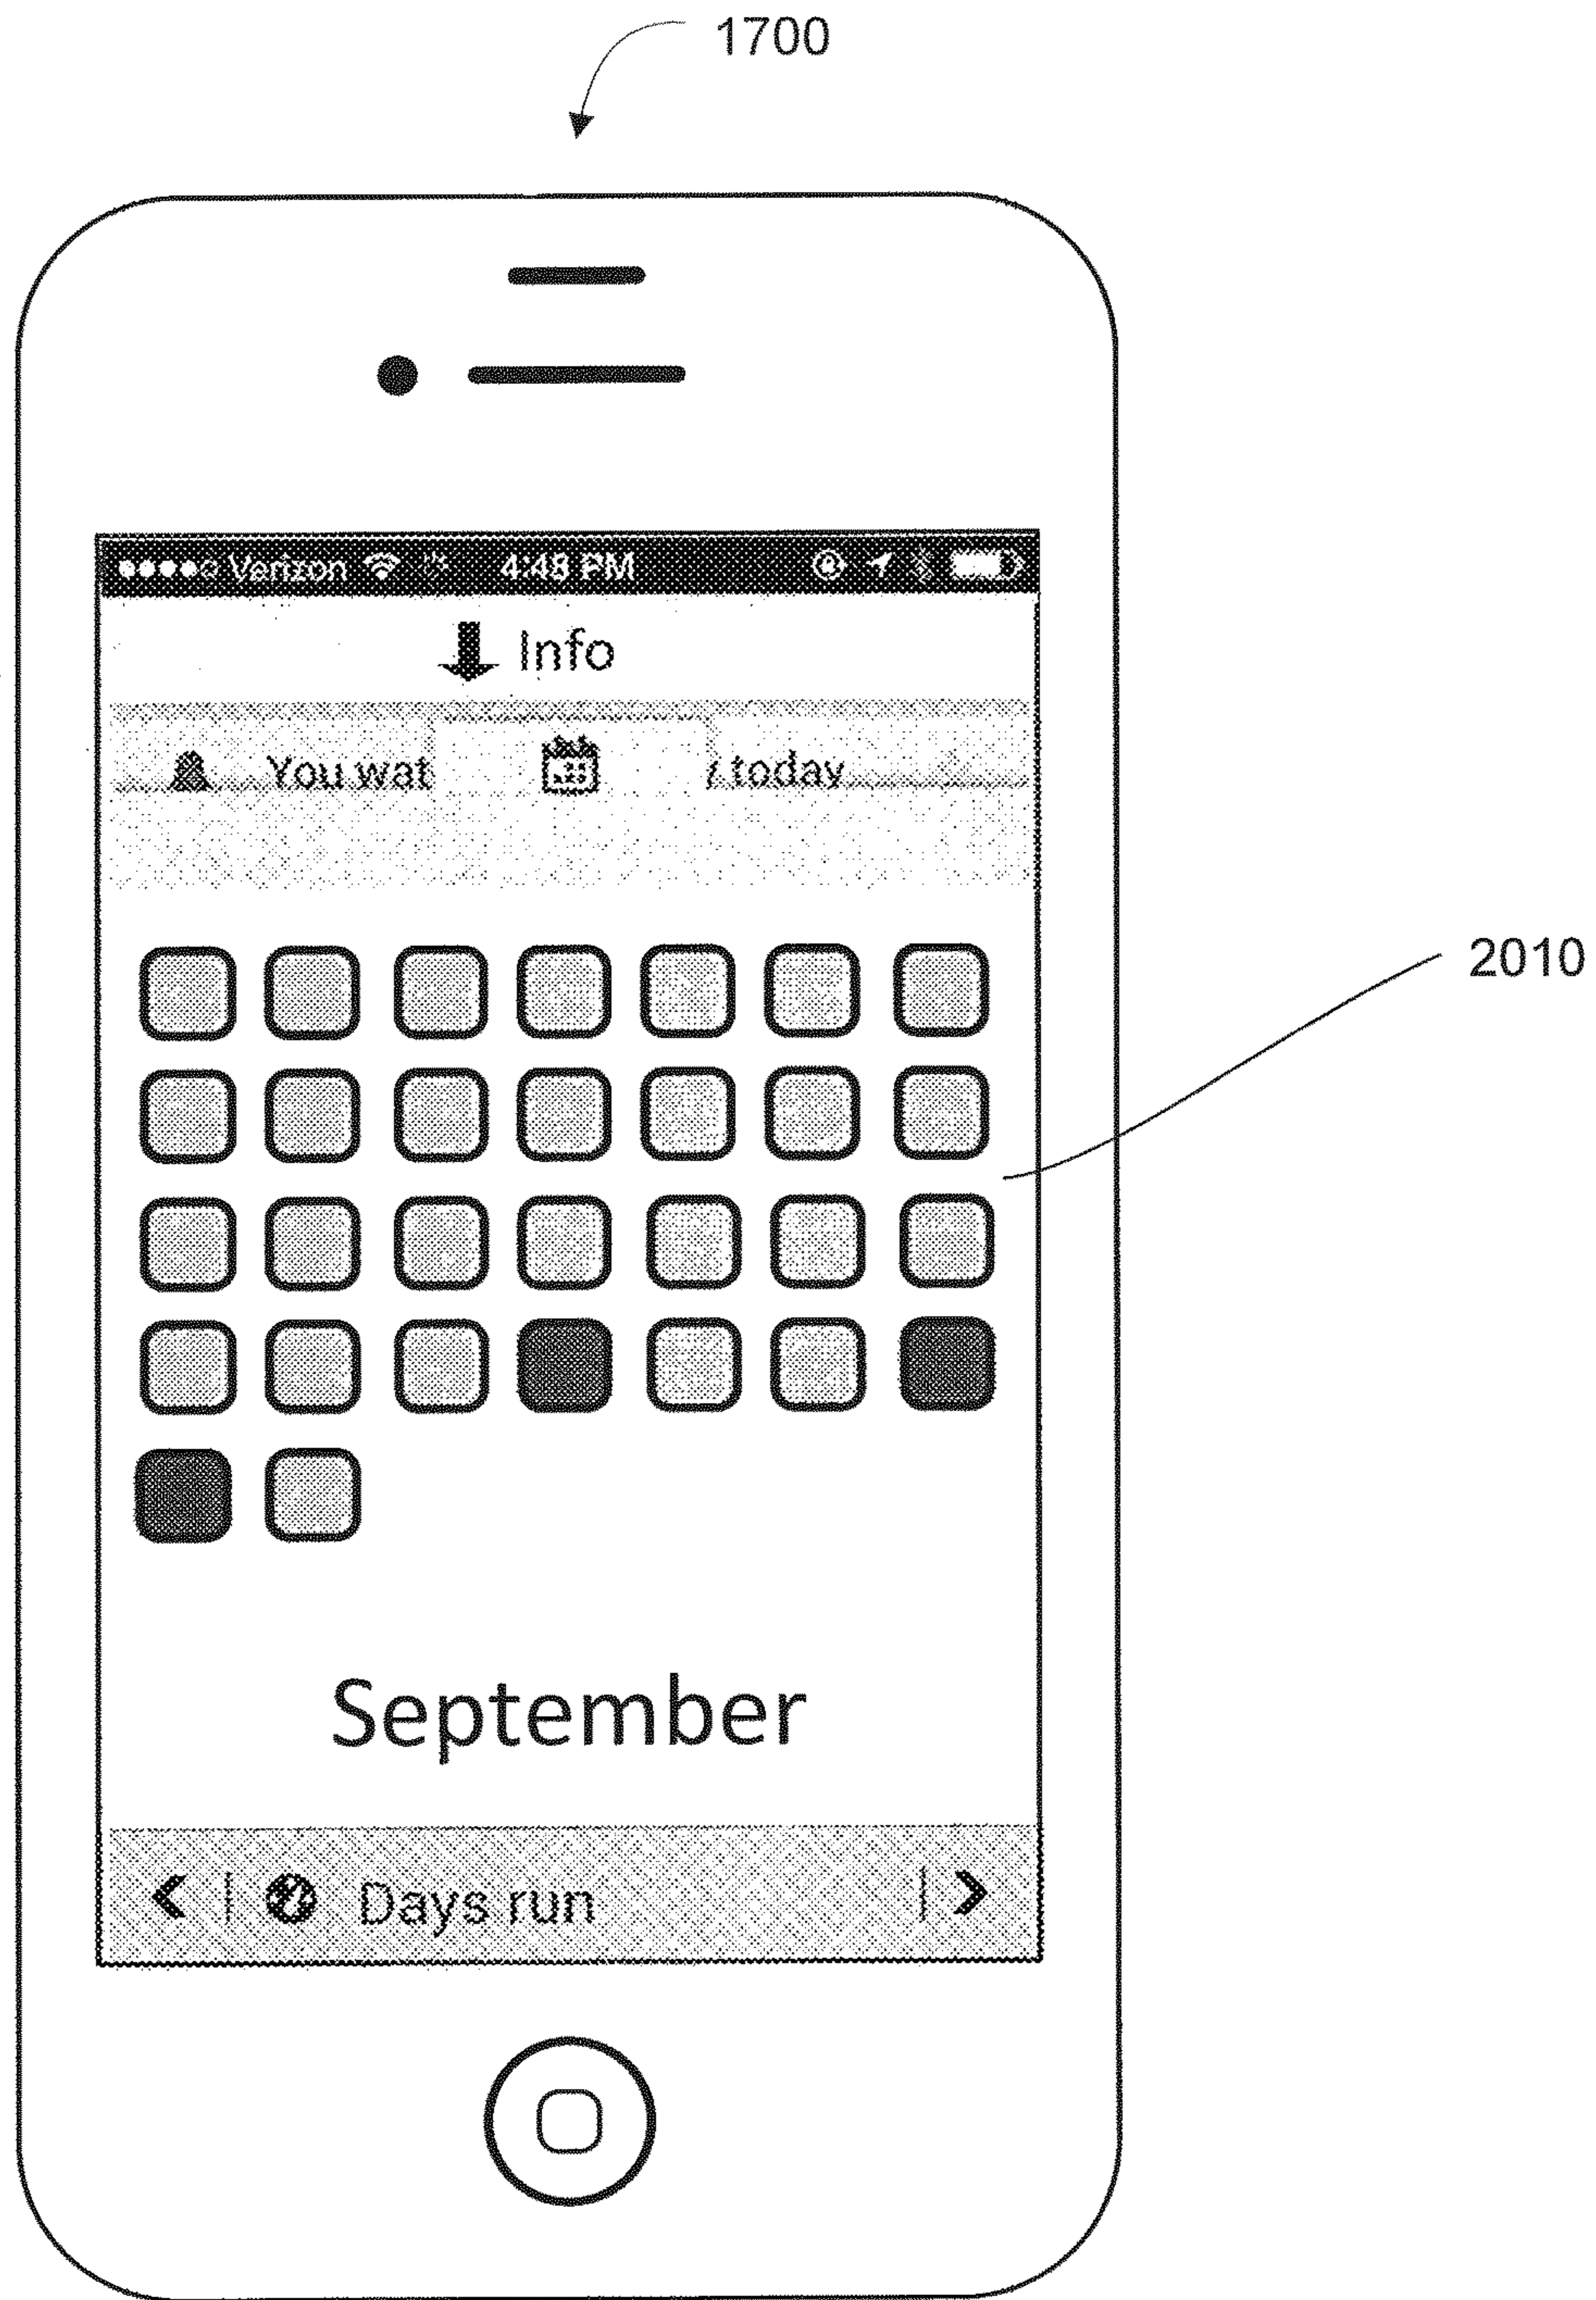 1700
Verizon 4:48 PM
Info
You wat today
2010
September
Days run